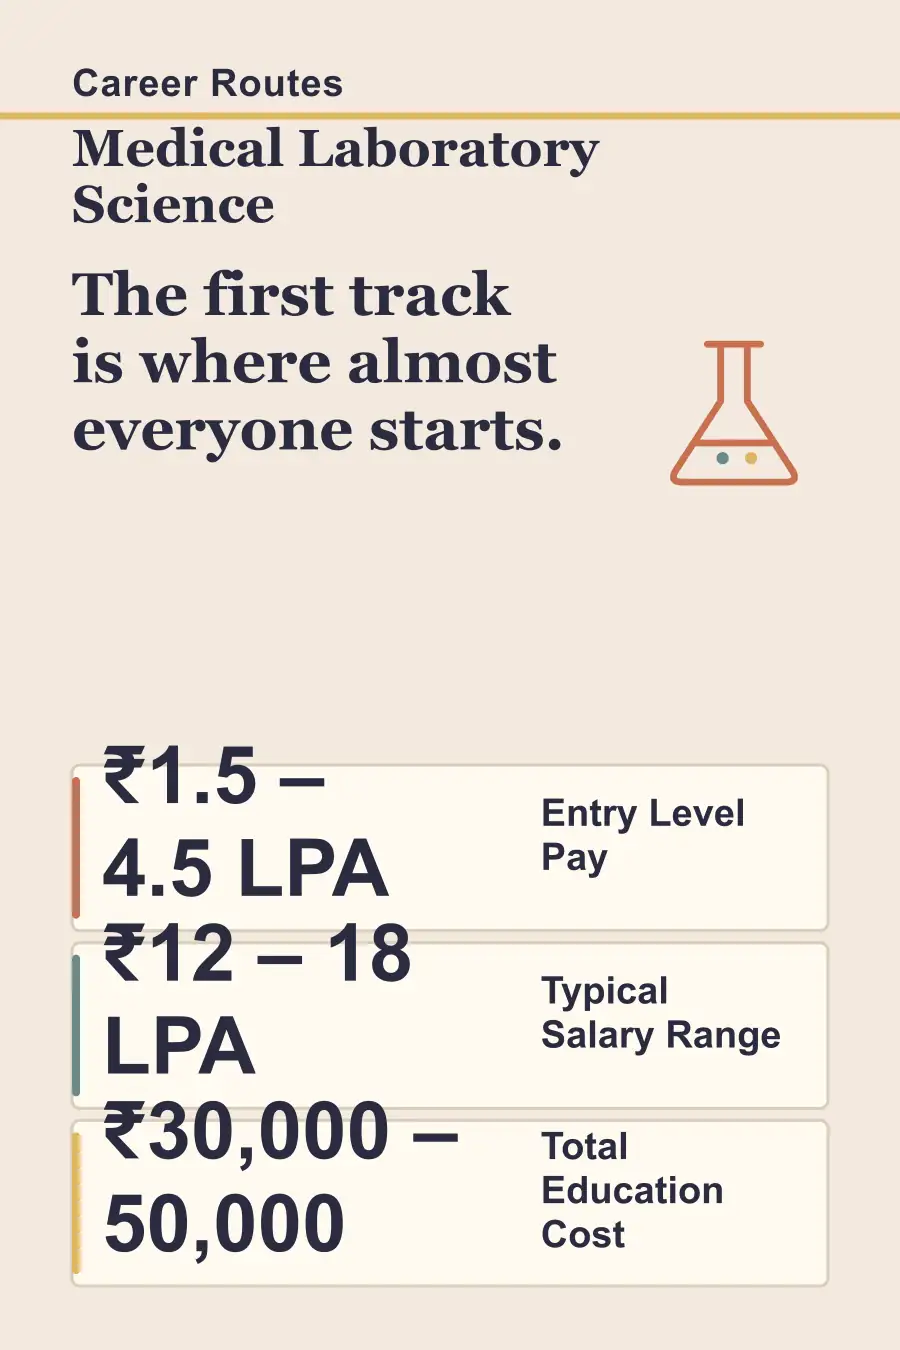 Career Routes
Medical Laboratory
Science
The first track
is where almost
everyone starts.
₹1.5 –
4.5 LPA
Entry Level
Pay
₹12 – 18
LPA
Typical
Salary Range
₹30,000 –
50,000
Total
Education
Cost